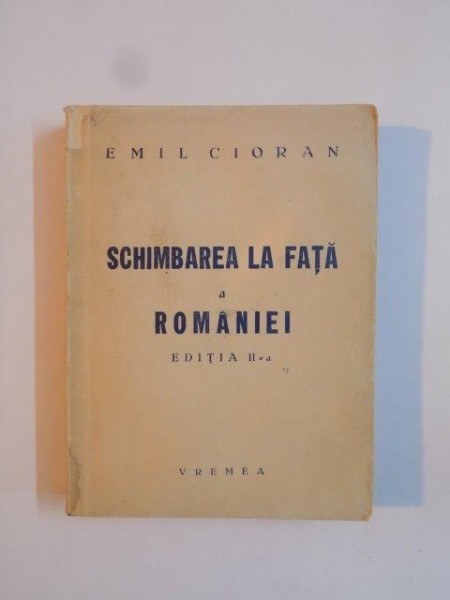 EMIL CIORAN
SCHIMBAREA LA FAȚĂ
a
ROMÂNIEI
EDIȚIA II-a
VREMEA